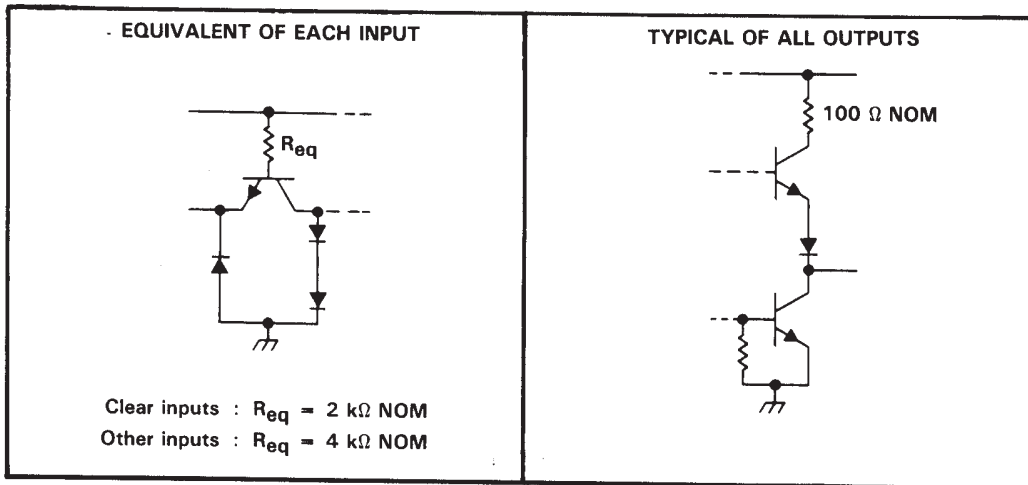 EQUIVALENT OF EACH INPUT
Req
Clear inputs : Req = 2 kΩ NOM
Other inputs : Req = 4 kΩ NOM
TYPICAL OF ALL OUTPUTS
100 Ω NOM